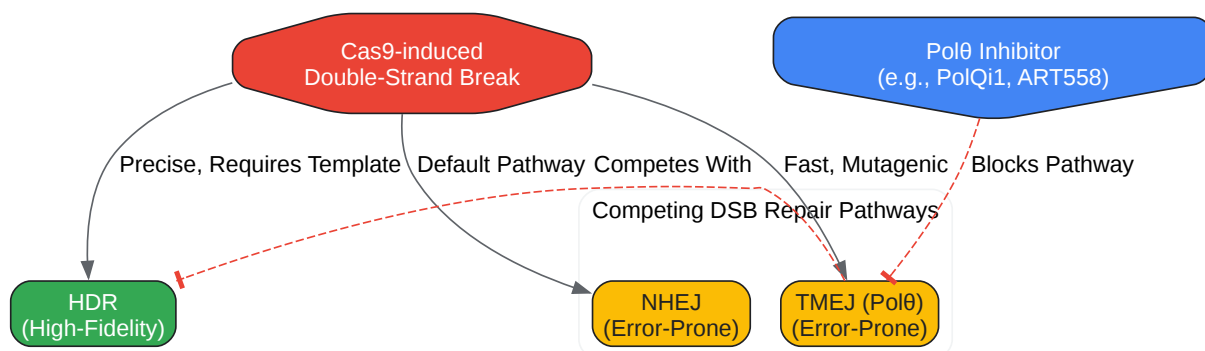 Cas9-induced
Double-Strand Break
Polθ Inhibitor
(e.g., PolQi1, ART558)
Precise, Requires Template
Default Pathway
Competes With
Fast, Mutagenic
Blocks Pathway
Competing DSB Repair Pathways
HDR
(High-Fidelity)
NHEJ
(Error-Prone)
TMEJ (Polθ)
(Error-Prone)